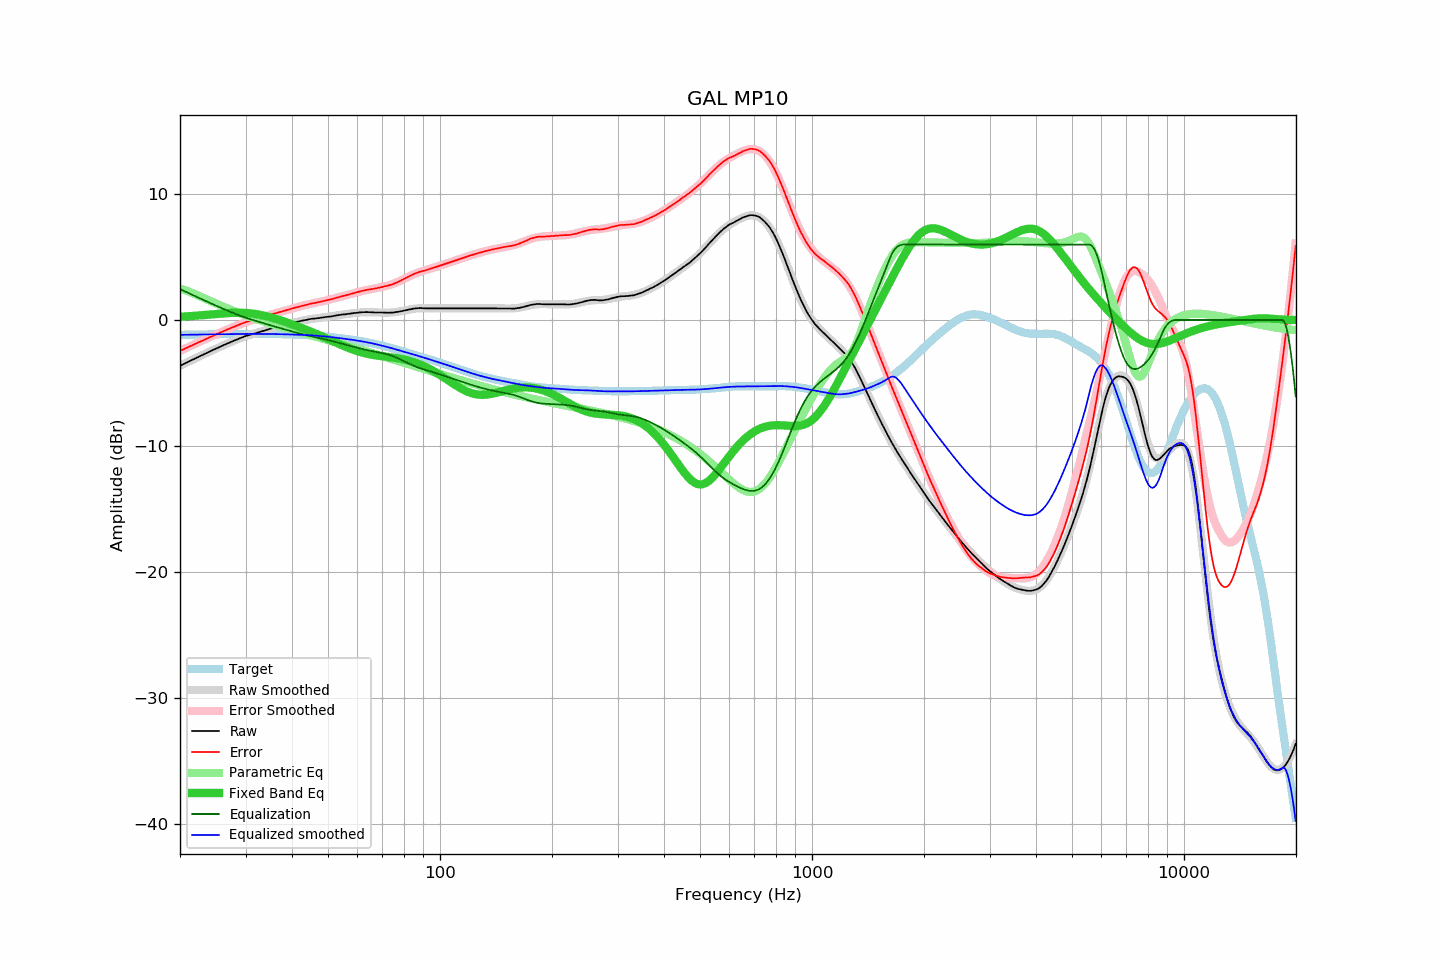 GAL MP10
Amplitude (dBr)
10
0
−10
−20
−30
−40
Target
Raw Smoothed
Error Smoothed
Raw
Error
Parametric Eq
Fixed Band Eq
Equalization
Equalized smoothed
100
1000
10000
Frequency (Hz)